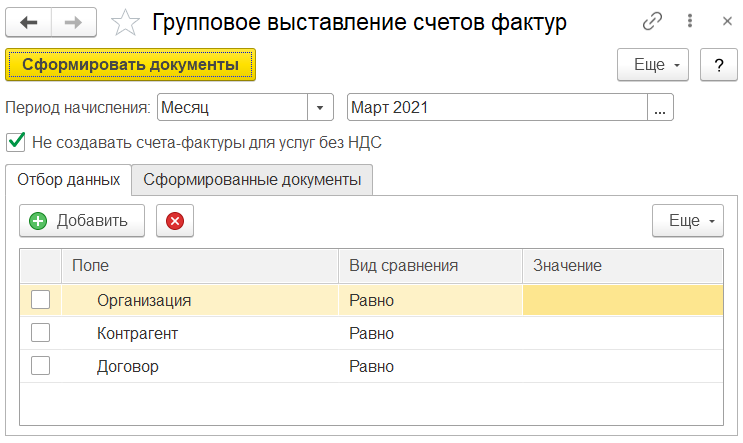 Групповое выставление счетов фактур
Сформировать документы Еще ?
Период начисления: Месяц Март 2021 ...
Не создавать счета-фактуры для услуг без НДС
Отбор данных Сформированные документы
Добавить Еще
Поле Вид сравнения Значение
Организация Равно
Контрагент Равно
Договор Равно